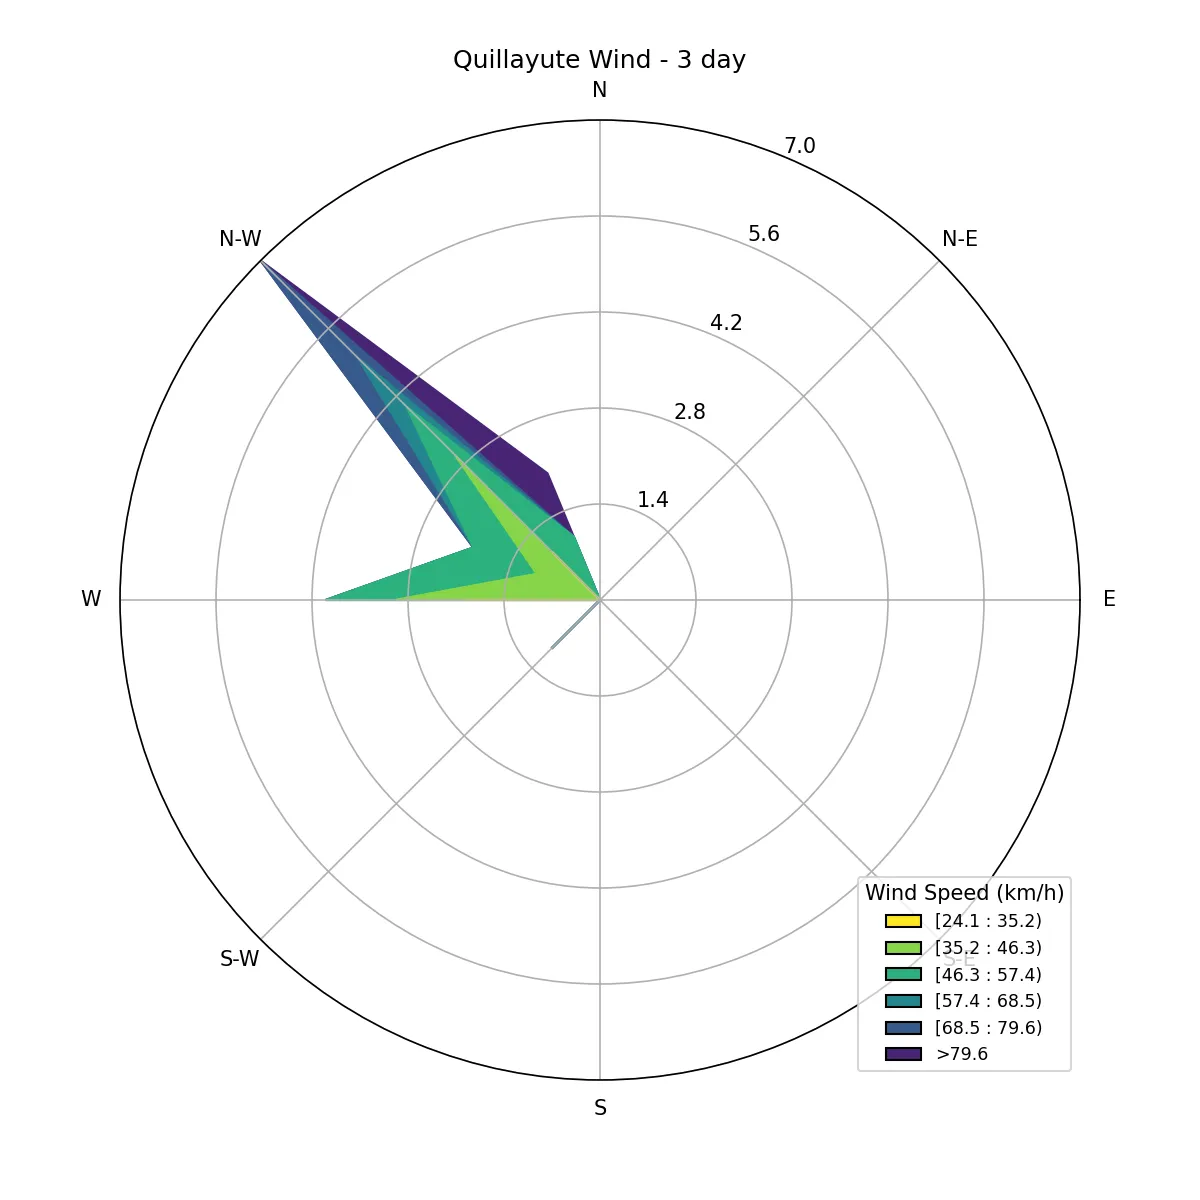 Quillayute Wind - 3 day
N
7.0
N-W
5.6
N-E
4.2
2.8
1.4
W
E
S-W
S-E
S
Wind Speed (km/h)
[24.1 : 35.2)
[35.2 : 46.3)
[46.3 : 57.4)
[57.4 : 68.5)
[68.5 : 79.6)
>79.6